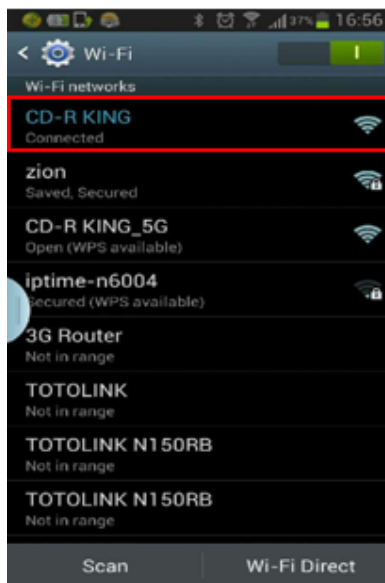 37% 16:56
Wi-Fi
Wi-Fi networks
CD-R KING
Connected
zion
Saved, Secured
CD-R KING_5G
Open (WPS available)
iptime-n6004
Secured (WPS available)
3G Router
Not in range
TOTOLINK
Not in range
TOTOLINK N150RB
Not in range
TOTOLINK N150RB
Not in range
Scan Wi-Fi Direct